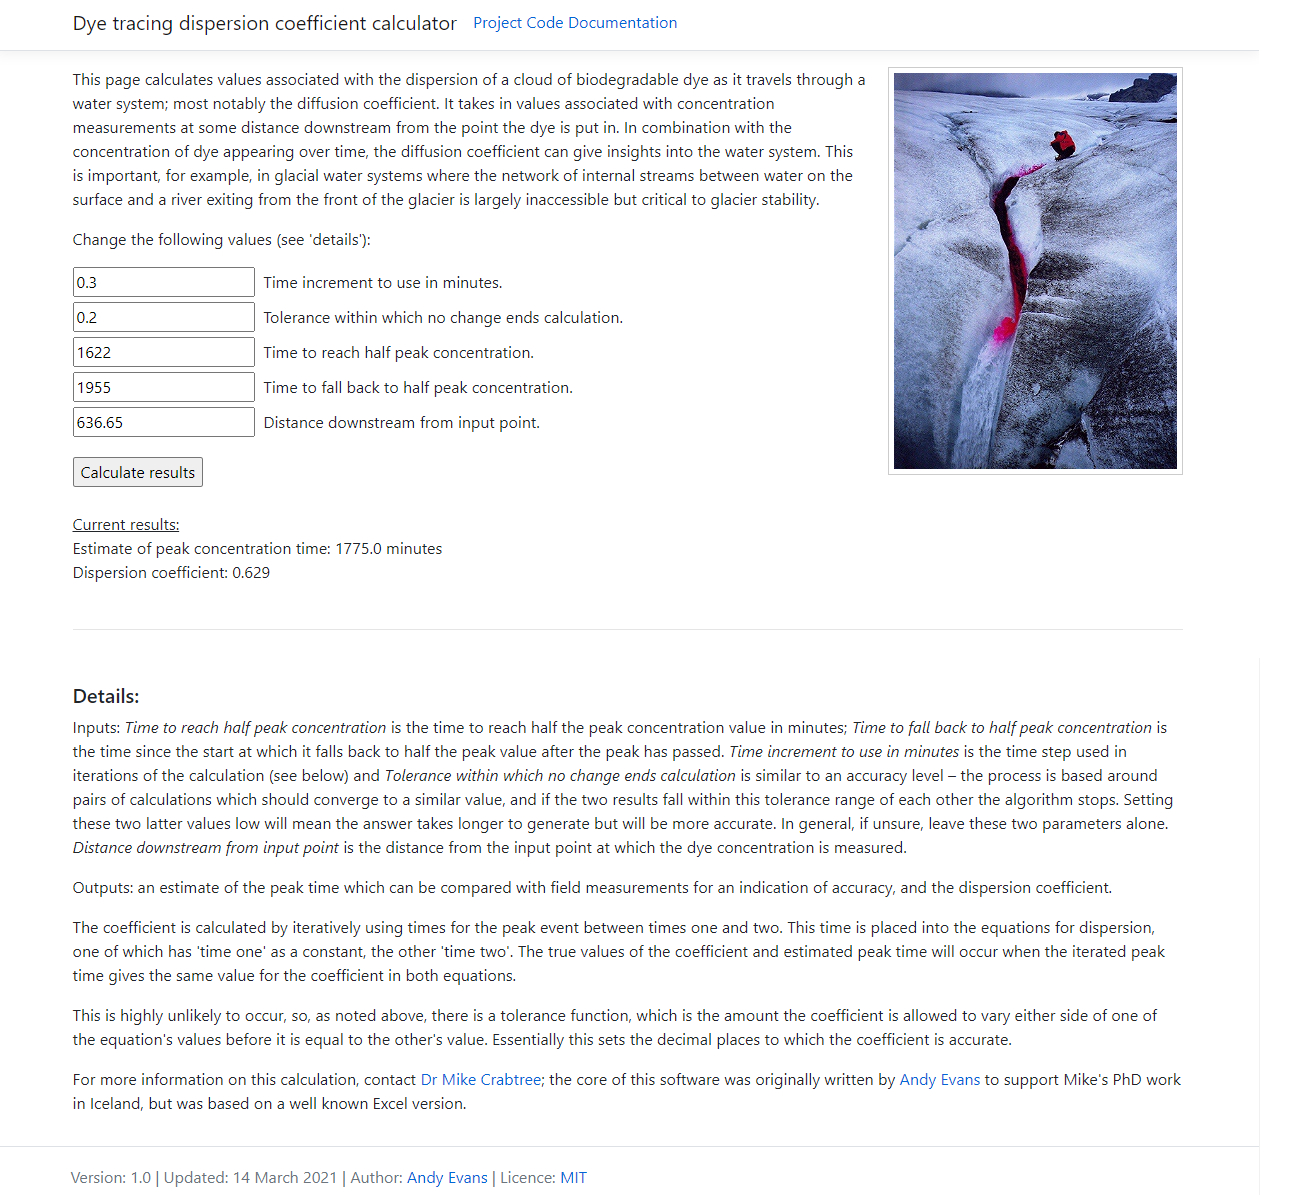 Dye tracing dispersion coefficient calculator Project Code Documentation
This page calculates values associated with the dispersion of a cloud of biodegradable dye as it travels through a
water system; most notably the diffusion coefficient. It takes in values associated with concentration
measurements at some distance downstream from the point the dye is put in. In combination with the
concentration of dye appearing over time, the diffusion coefficient can give insights into the water system. This
is important, for example, in glacial water systems where the network of internal streams between water on the
surface and a river exiting from the front of the glacier is largely inaccessible but critical to glacier stability.
Change the following values (see 'details'):
0.3 Time increment to use in minutes.
0.2 Tolerance within which no change ends calculation.
1622 Time to reach half peak concentration.
1955 Time to fall back to half peak concentration.
636.65 Distance downstream from input point.
Calculate results
Current results:
Estimate of peak concentration time: 1775.0 minutes
Dispersion coefficient: 0.629
Details:
Inputs: Time to reach half peak concentration is the time to reach half the peak concentration value in minutes; Time to fall back to half peak concentration is
the time since the start at which it falls back to half the peak value after the peak has passed. Time increment to use in minutes is the time step used in
iterations of the calculation (see below) and Tolerance within which no change ends calculation is similar to an accuracy level – the process is based around
pairs of calculations which should converge to a similar value, and if the two results fall within this tolerance range of each other the algorithm stops. Setting
these two latter values low will mean the answer takes longer to generate but will be more accurate. In general, if unsure, leave these two parameters alone.
Distance downstream from input point is the distance from the input point at which the dye concentration is measured.
Outputs: an estimate of the peak time which can be compared with field measurements for an indication of accuracy, and the dispersion coefficient.
The coefficient is calculated by iteratively using times for the peak event between times one and two. This time is placed into the equations for dispersion,
one of which has 'time one' as a constant, the other 'time two'. The true values of the coefficient and estimated peak time will occur when the iterated peak
time gives the same value for the coefficient in both equations.
This is highly unlikely to occur, so, as noted above, there is a tolerance function, which is the amount the coefficient is allowed to vary either side of one of
the equation's values before it is equal to the other's value. Essentially this sets the decimal places to which the coefficient is accurate.
For more information on this calculation, contact Dr Mike Crabtree; the core of this software was originally written by Andy Evans to support Mike's PhD work
in Iceland, but was based on a well known Excel version.
Version: 1.0 | Updated: 14 March 2021 | Author: Andy Evans | Licence: MIT